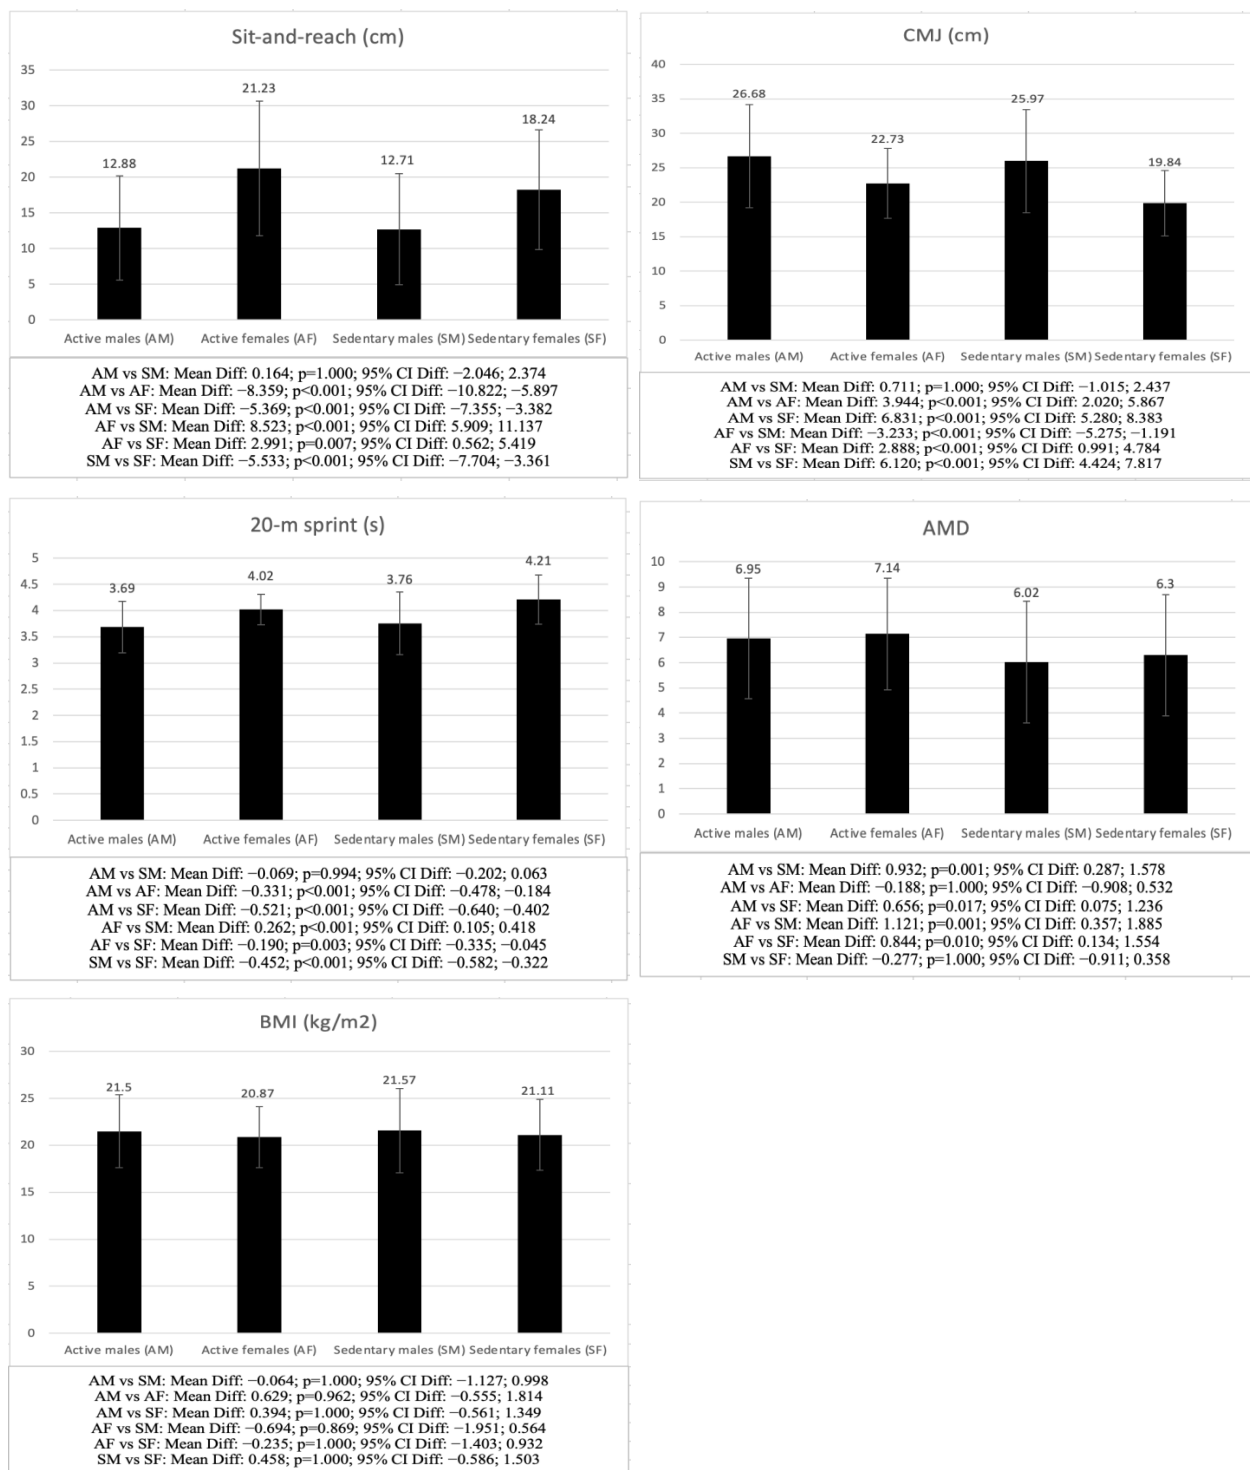 Sit-and-reach (cm)
35
30
25
20
15
10
5
0
12.88
21.23
12.71
18.24
Active males (AM)
Active females (AF)
Sedentary males (SM)
Sedentary females (SF)
AM vs SM: Mean Diff: 0.164; p=1.000; 95% CI Diff: −2.046; 2.374
AM vs AF: Mean Diff: −8.359; p<0.001; 95% CI Diff: −10.822; −5.897
AM vs SF: Mean Diff: −5.369; p<0.001; 95% CI Diff: −7.355; −3.382
AF vs SM: Mean Diff: 8.523; p<0.001; 95% CI Diff: 5.909; 11.137
AF vs SF: Mean Diff: 2.991; p=0.007; 95% CI Diff: 0.562; 5.419
SM vs SF: Mean Diff: −5.533; p<0.001; 95% CI Diff: −7.704; −3.361
CMJ (cm)
40
35
30
25
20
15
10
5
0
26.68
22.73
25.97
19.84
Active males (AM)
Active females (AF)
Sedentary males (SM)
Sedentary females (SF)
AM vs SM: Mean Diff: 0.711; p=1.000; 95% CI Diff: −1.015; 2.437
AM vs AF: Mean Diff: 3.944; p<0.001; 95% CI Diff: 2.020; 5.867
AM vs SF: Mean Diff: 6.831; p<0.001; 95% CI Diff: 5.280; 8.383
AF vs SM: Mean Diff: −3.233; p<0.001; 95% CI Diff: −5.275; −1.191
AF vs SF: Mean Diff: 2.888; p<0.001; 95% CI Diff: 0.991; 4.784
SM vs SF: Mean Diff: 6.120; p<0.001; 95% CI Diff: 4.424; 7.817
20-m sprint (s)
5
4.5
4
3.5
3
2.5
2
1.5
1
0.5
0
3.69
4.02
3.76
4.21
Active males (AM)
Active females (AF)
Sedentary males (SM)
Sedentary females (SF)
AM vs SM: Mean Diff: −0.069; p=0.994; 95% CI Diff: −0.202; 0.063
AM vs AF: Mean Diff: −0.331; p<0.001; 95% CI Diff: −0.478; −0.184
AM vs SF: Mean Diff: −0.521; p<0.001; 95% CI Diff: −0.640; −0.402
AF vs SM: Mean Diff: 0.262; p<0.001; 95% CI Diff: 0.105; 0.418
AF vs SF: Mean Diff: −0.190; p=0.003; 95% CI Diff: −0.335; −0.045
SM vs SF: Mean Diff: −0.452; p<0.001; 95% CI Diff: −0.582; −0.322
AMD
10
9
8
7
6
5
4
3
2
1
0
6.95
7.14
6.02
6.3
Active males (AM)
Active females (AF)
Sedentary males (SM)
Sedentary females (SF)
AM vs SM: Mean Diff: 0.932; p=0.001; 95% CI Diff: 0.287; 1.578
AM vs AF: Mean Diff: −0.188; p=1.000; 95% CI Diff: −0.908; 0.532
AM vs SF: Mean Diff: 0.656; p=0.017; 95% CI Diff: 0.075; 1.236
AF vs SM: Mean Diff: 1.121; p=0.001; 95% CI Diff: 0.357; 1.885
AF vs SF: Mean Diff: 0.844; p=0.010; 95% CI Diff: 0.134; 1.554
SM vs SF: Mean Diff: −0.277; p=1.000; 95% CI Diff: −0.911; 0.358
BMI (kg/m2)
30
25
20
15
10
5
0
21.5
20.87
21.57
21.11
Active males (AM)
Active females (AF)
Sedentary males (SM)
Sedentary females (SF)
AM vs SM: Mean Diff: −0.064; p=1.000; 95% CI Diff: −1.127; 0.998
AM vs AF: Mean Diff: 0.629; p=0.962; 95% CI Diff: −0.555; 1.814
AM vs SF: Mean Diff: 0.394; p=1.000; 95% CI Diff: −0.561; 1.349
AF vs SM: Mean Diff: −0.694; p=0.869; 95% CI Diff: −1.951; 0.564
AF vs SF: Mean Diff: −0.235; p=1.000; 95% CI Diff: −1.403; 0.932
SM vs SF: Mean Diff: 0.458; p=1.000; 95% CI Diff: −0.586; 1.503